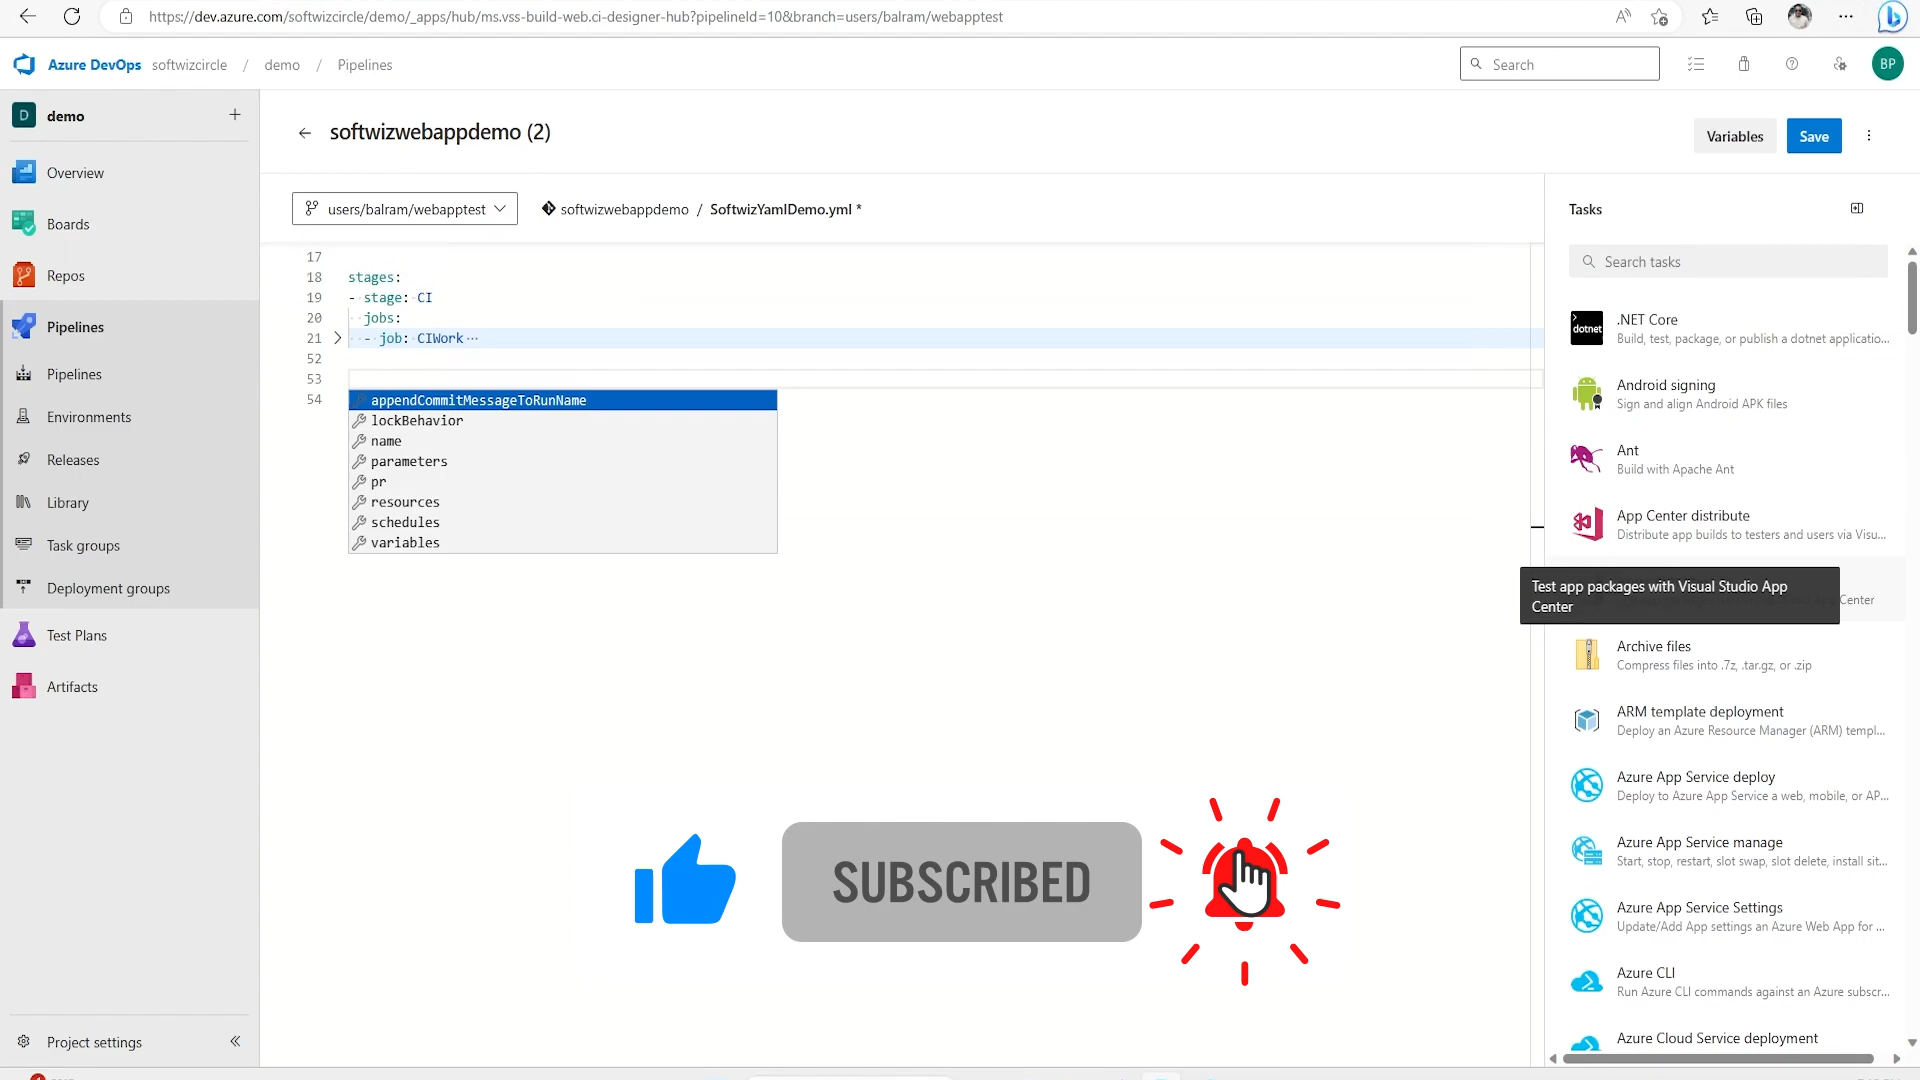 https://dev.azure.com/softwizcircle/demo/_apps/hub/ms.vss-build-web.ci-designer-hub?pipelineId=10&branch=users/balram/webapptest
Azure DevOps softwizcircle / demo / Pipelines
Search
BP
D demo +
Overview
Boards
Repos
Pipelines
Pipelines
Environments
Releases
Library
Task groups
Deployment groups
Test Plans
Artifacts
Project settings
softwizwebappdemo (2)
Variables
Save
users/balram/webapptest
softwizwebappdemo / SoftwizYamlDemo.yml *
17
18 stages:
19 - stage: CI
20 jobs:
21 - job: CIWork ···
52
53
54
appendCommitMessageToRunName
lockBehavior
name
parameters
pr
resources
schedules
variables
SUBSCRIBED
Tasks
Search tasks
dotnet
.NET Core
Build, test, package, or publish a dotnet applicatio...
Android signing
Sign and align Android APK files
Ant
Build with Apache Ant
App Center distribute
Distribute app builds to testers and users via Visu...
Test app packages with Visual Studio App
Center
Center
Archive files
Compress files into .7z, .tar.gz, or .zip
ARM template deployment
Deploy an Azure Resource Manager (ARM) templ...
Azure App Service deploy
Deploy to Azure App Service a web, mobile, or AP...
Azure App Service manage
Start, stop, restart, slot swap, slot delete, install sit...
Azure App Service Settings
Update/Add App settings an Azure Web App for ...
Azure CLI
Run Azure CLI commands against an Azure subscr...
Azure Cloud Service deployment